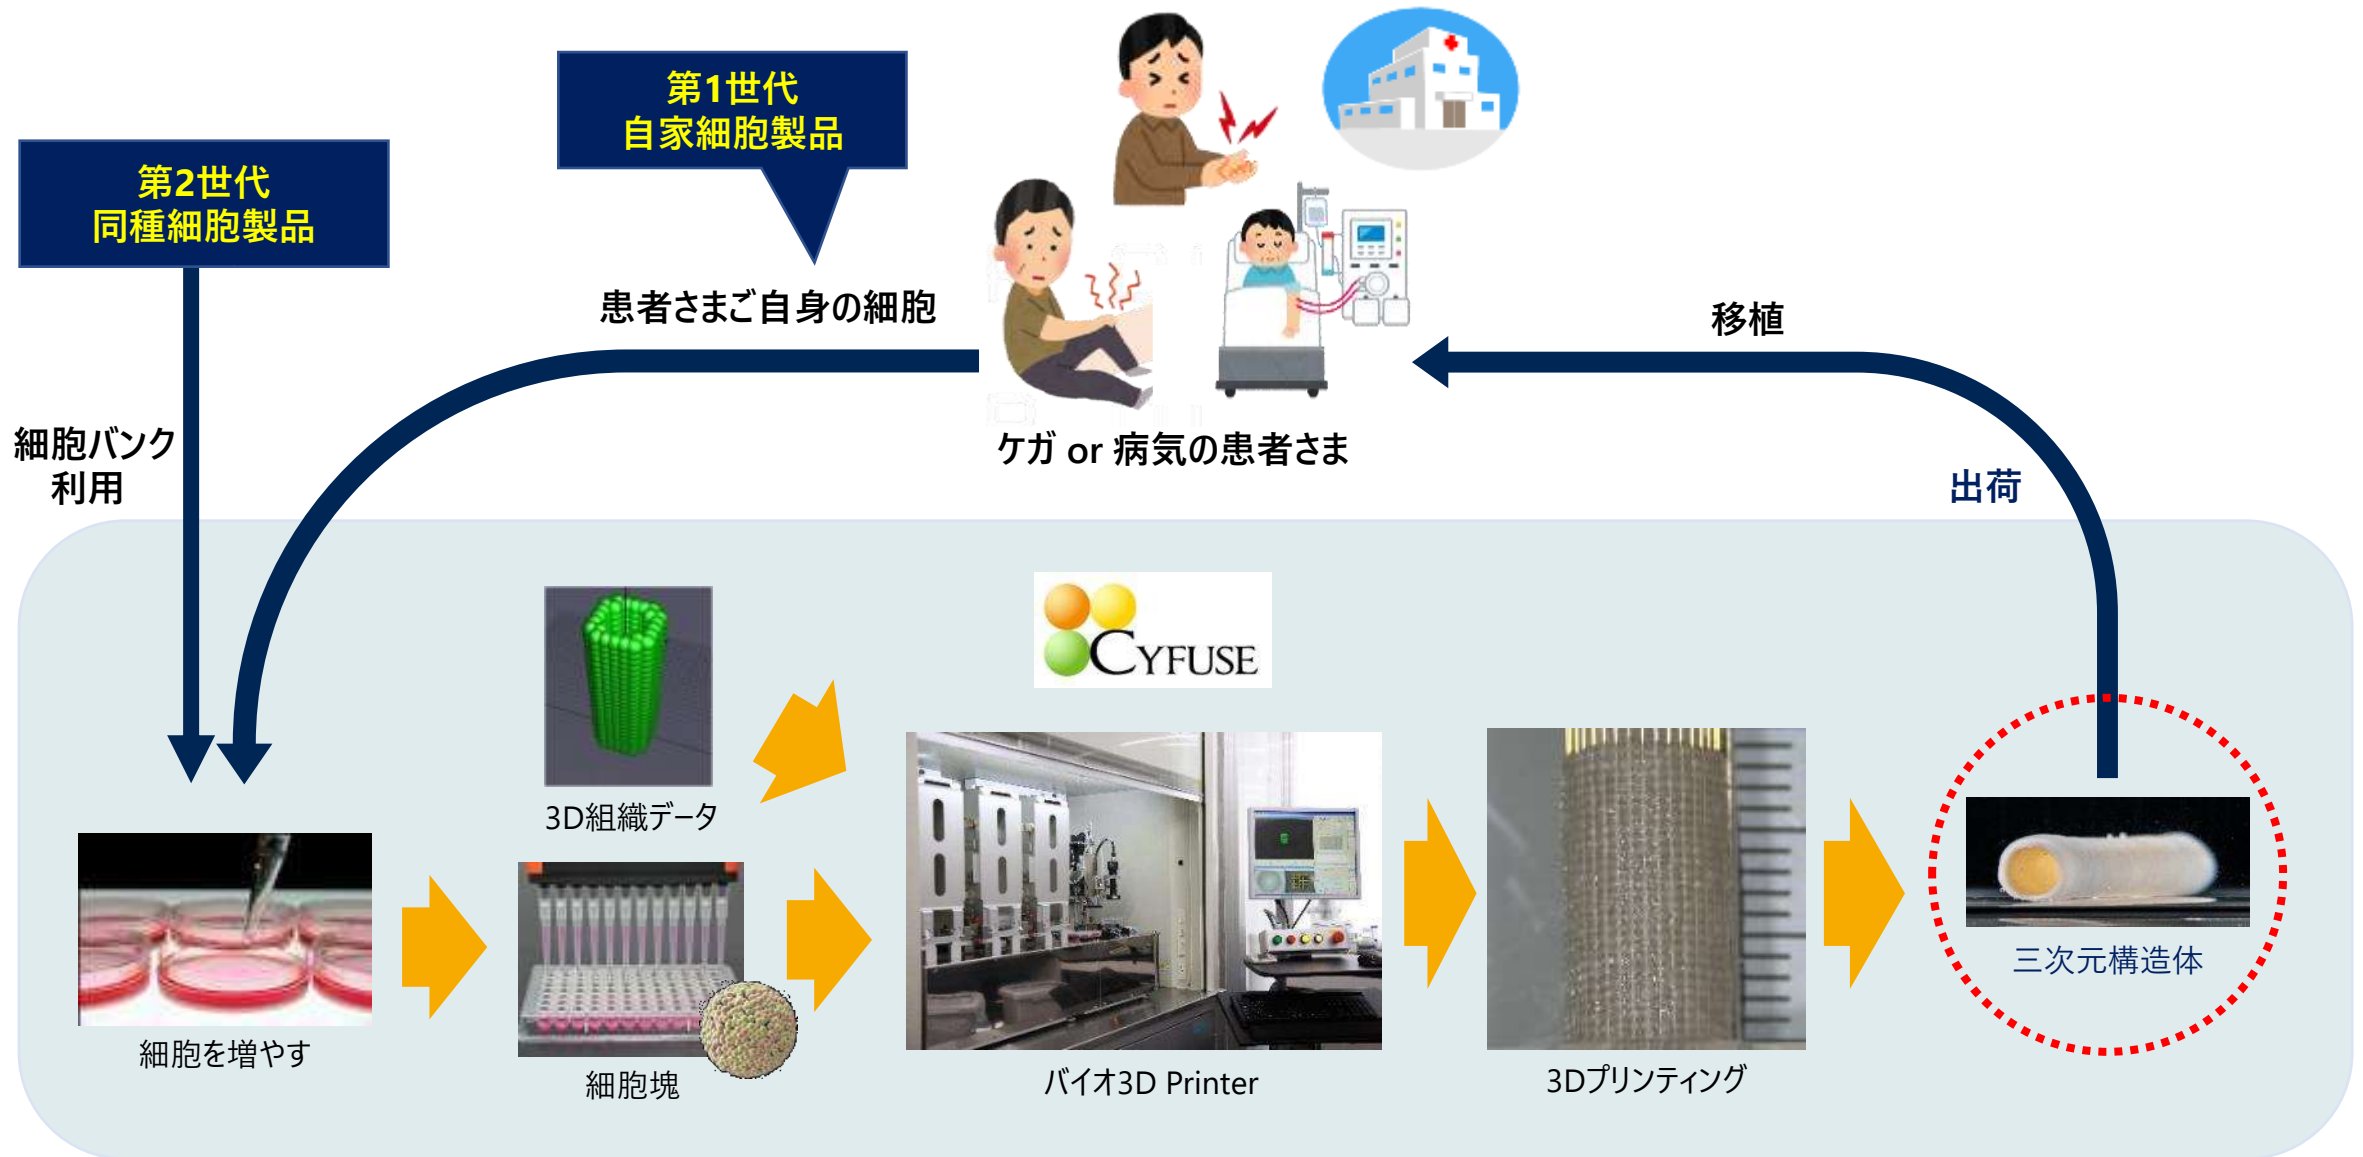 第1世代
自家細胞製品
第2世代
同種細胞製品
患者さまご自身の細胞
移植
細胞バンク
利用
ケガ or 病気の患者さま
出荷
CYFUSE
3D組織データ
三次元構造体
細胞を増やす
細胞塊
バイオ3D Printer
3Dプリンティング